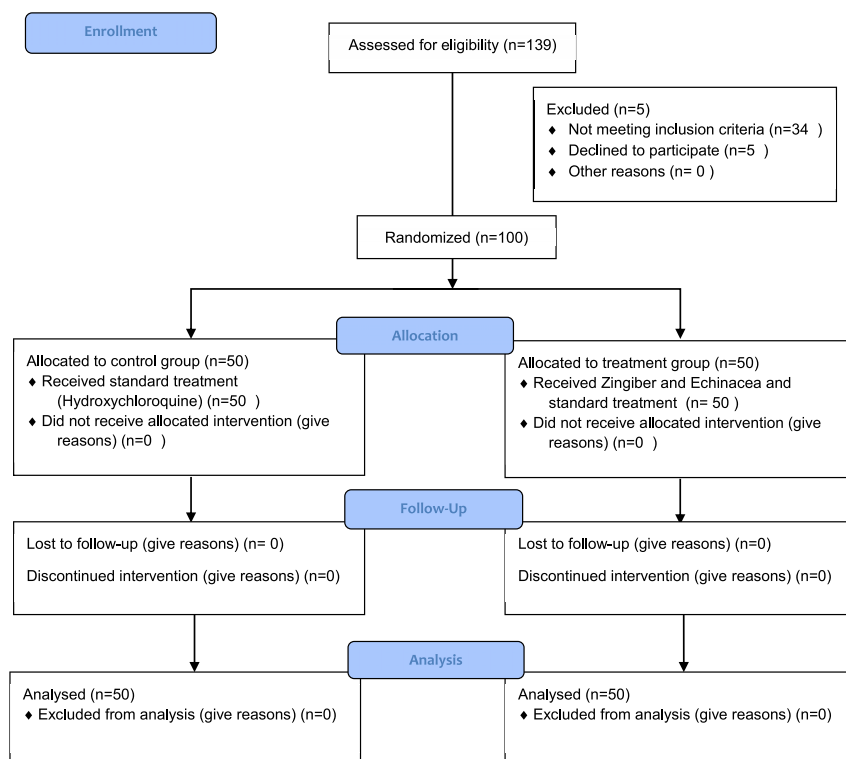 Enrollment
Assessed for eligibility (n=139)
Excluded (n=5)
♦ Not meeting inclusion criteria (n=34 )
♦ Declined to participate (n=5 )
♦ Other reasons (n= 0 )
Randomized (n=100)
Allocation
Allocated to control group (n=50)
♦ Received standard treatment
(Hydroxychloroquine) (n=50 )
♦ Did not receive allocated intervention (give
reasons) (n=0 )
Allocated to treatment group (n=50)
♦ Received Zingiber and Echinacea and
standard treatment (n= 50 )
♦ Did not receive allocated intervention (give
reasons) (n=0 )
Follow-Up
Lost to follow-up (give reasons) (n= 0)
Discontinued intervention (give reasons) (n=0)
Lost to follow-up (give reasons) (n=0)
Discontinued intervention (give reasons) (n=0)
Analysis
Analysed (n=50)
♦ Excluded from analysis (give reasons) (n=0)
Analysed (n=50)
♦ Excluded from analysis (give reasons) (n=0)